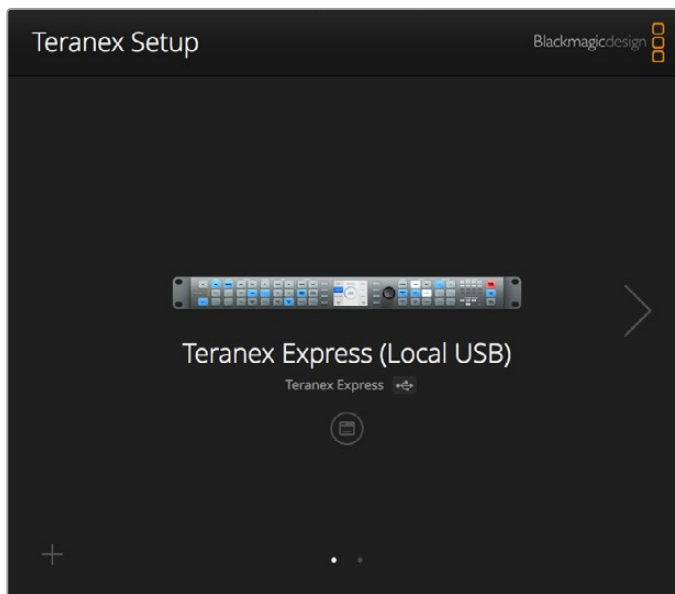 Teranex Setup
Blackmagicdesign
Teranex Express (Local USB)
Teranex Express